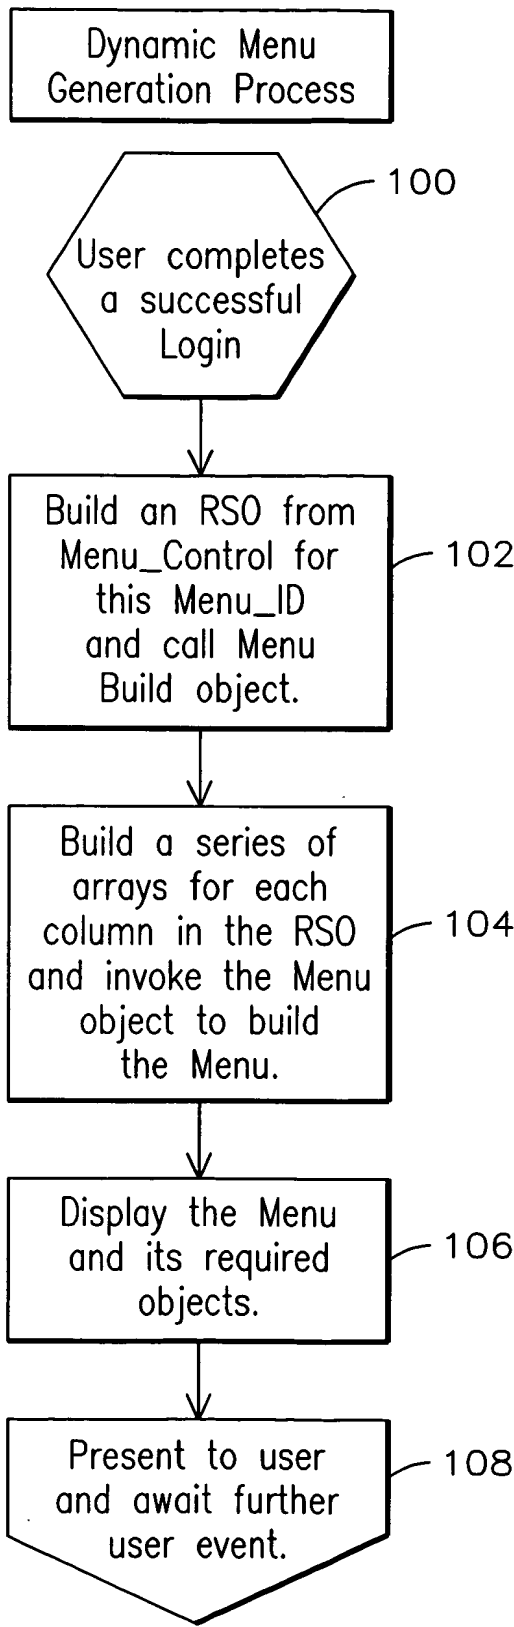 Dynamic Menu
Generation Process
100
User completes
a successful
Login
Build an RSO from
Menu_Control for
this Menu_ID
and call Menu
Build object.
102
Build a series of
arrays for each
column in the RSO
and invoke the Menu
object to build
the Menu.
104
Display the Menu
and its required
objects.
106
Present to user
and await further
user event.
108